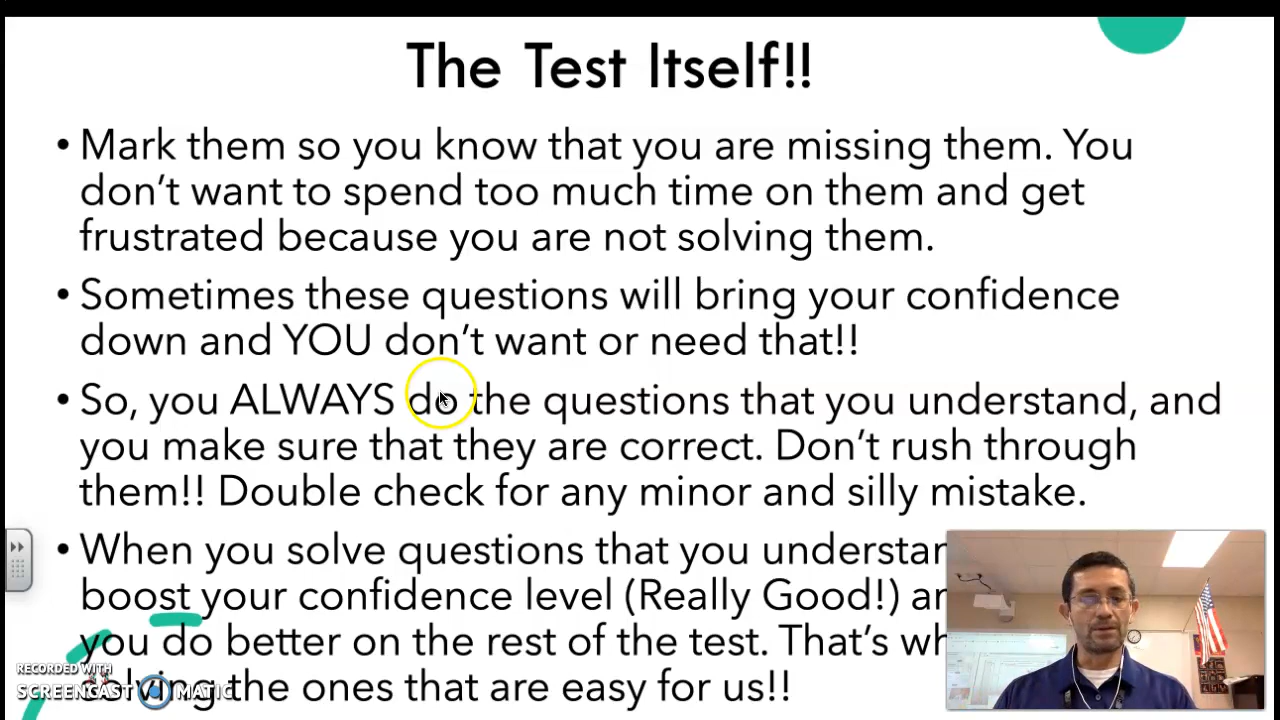 The Test Itself!!
• Mark them so you know that you are missing them. You
don't want to spend too much time on them and get
frustrated because you are not solving them.
• Sometimes these questions will bring your confidence
down and YOU don't want or need that!!
• So, you ALWAYS do the questions that you understand, and
you make sure that they are correct. Don't rush through
them!! Double check for any minor and silly mistake.
• When you solve questions that you
boost your confidence level (Really Good!)
you do better on the rest of the test. That's
the ones that are easy for us!!
RECORDED WITH
SCREENCAST MATIC